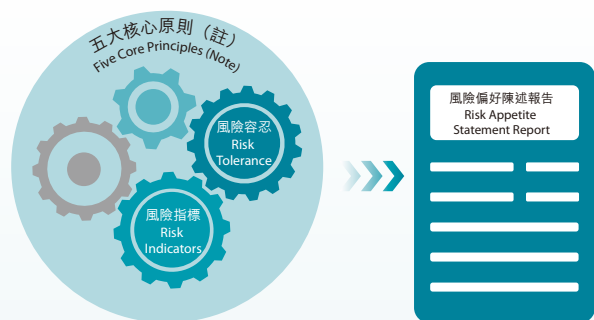 五大核心原則（註）
Five Core Principles (Note)
風險容忍
Risk
Tolerance
風險指標
Risk
Indicators
風險偏好陳述報告
Risk Appetite
Statement Report